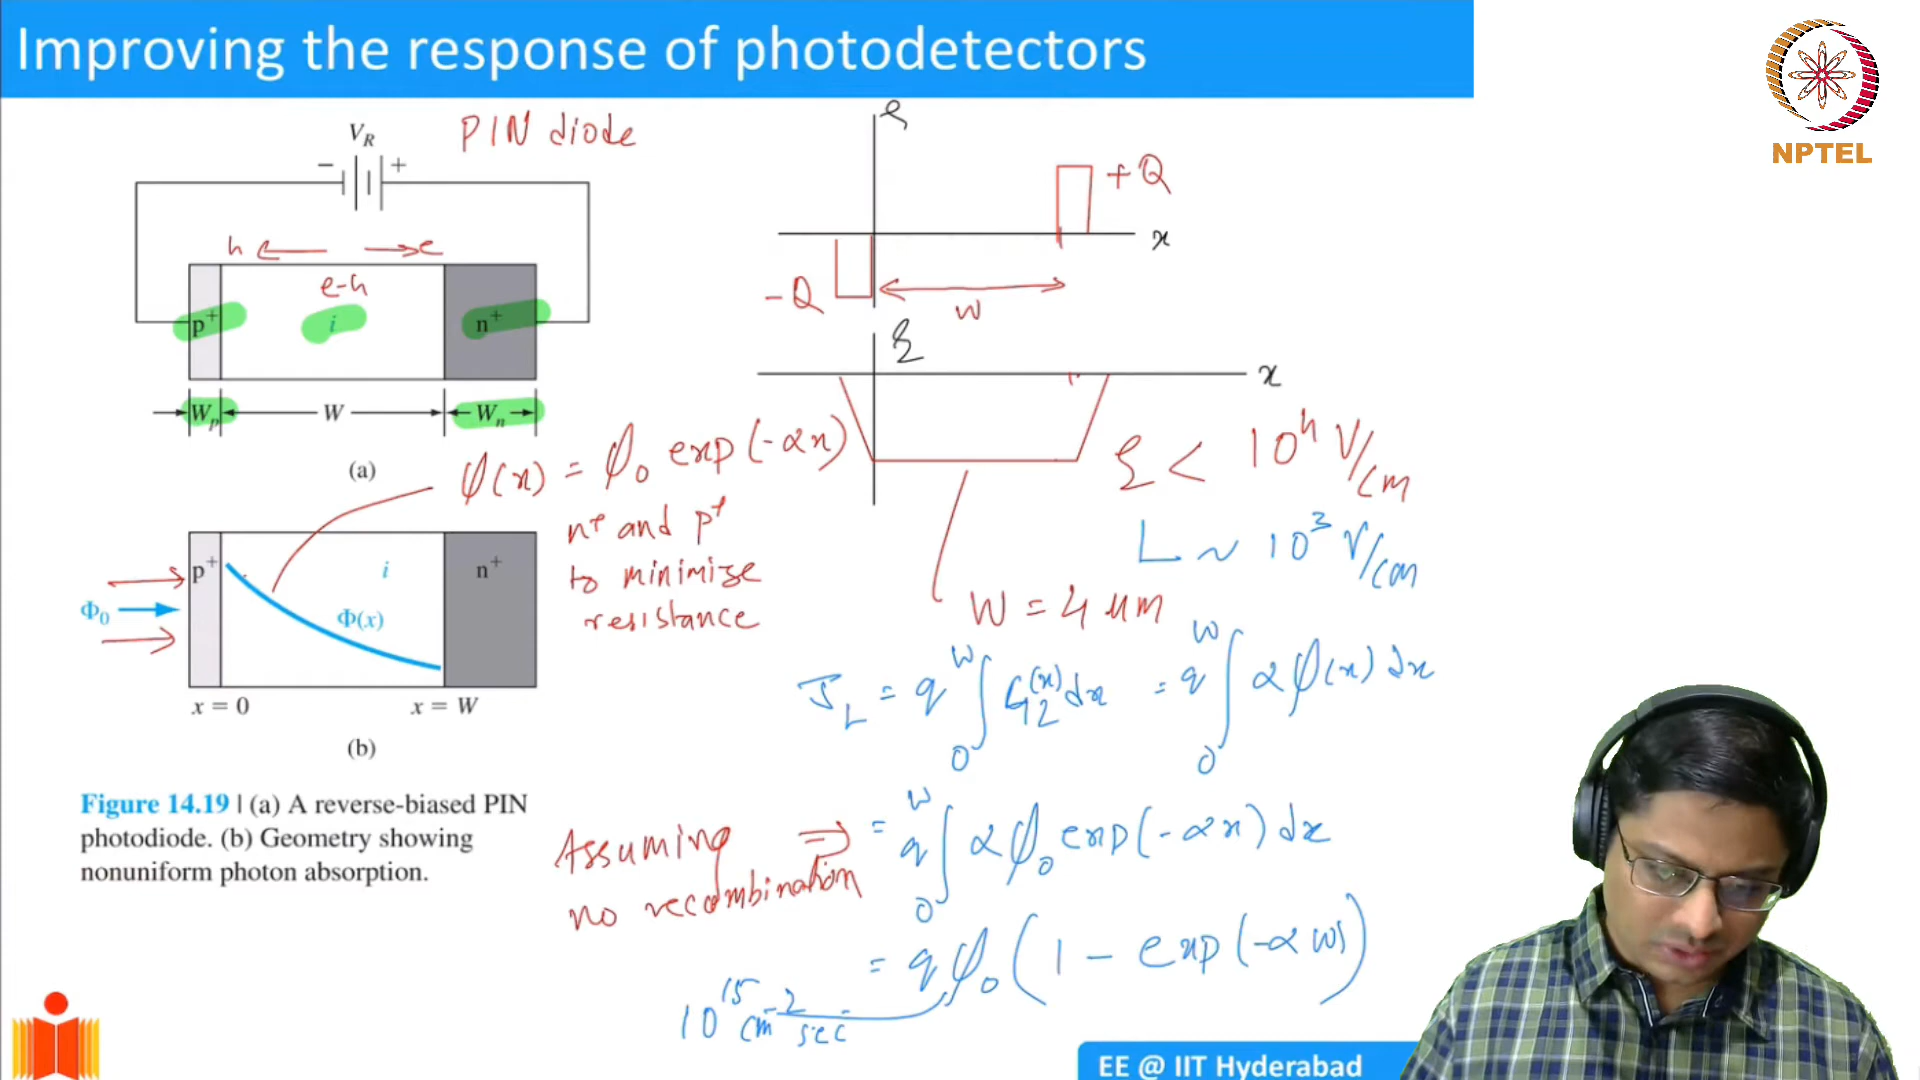 Improving the response of photodetectors
NPTEL
V_R
− +
PIN diode
h ← → e
e-h
p⁺ i n⁺
W_p W W_n
(a)
ρ
+Q
x
-Q
W
ξ
x
ϕ(x) = ϕ₀ exp(-αx)
ξ < 10⁴ V/cm
~ 10³ V/cm
n⁺ and p⁺
to minimize
resistance
W = 4 μm
p⁺ i n⁺
Φ₀ Φ(x)
x = 0 x = W
(b)
J_L = q ∫₀^W G_L(x) dx = q ∫₀^W αϕ(x) dx
Figure 14.19 | (a) A reverse-biased PIN
photodiode. (b) Geometry showing
nonuniform photon absorption.
Assuming ⇒
no recombination
= q ∫₀^W αϕ₀ exp(-αx) dx
= qϕ₀ (1 - exp(-αW))
10¹⁵ cm⁻² sec⁻
EE @ IIT Hyderabad